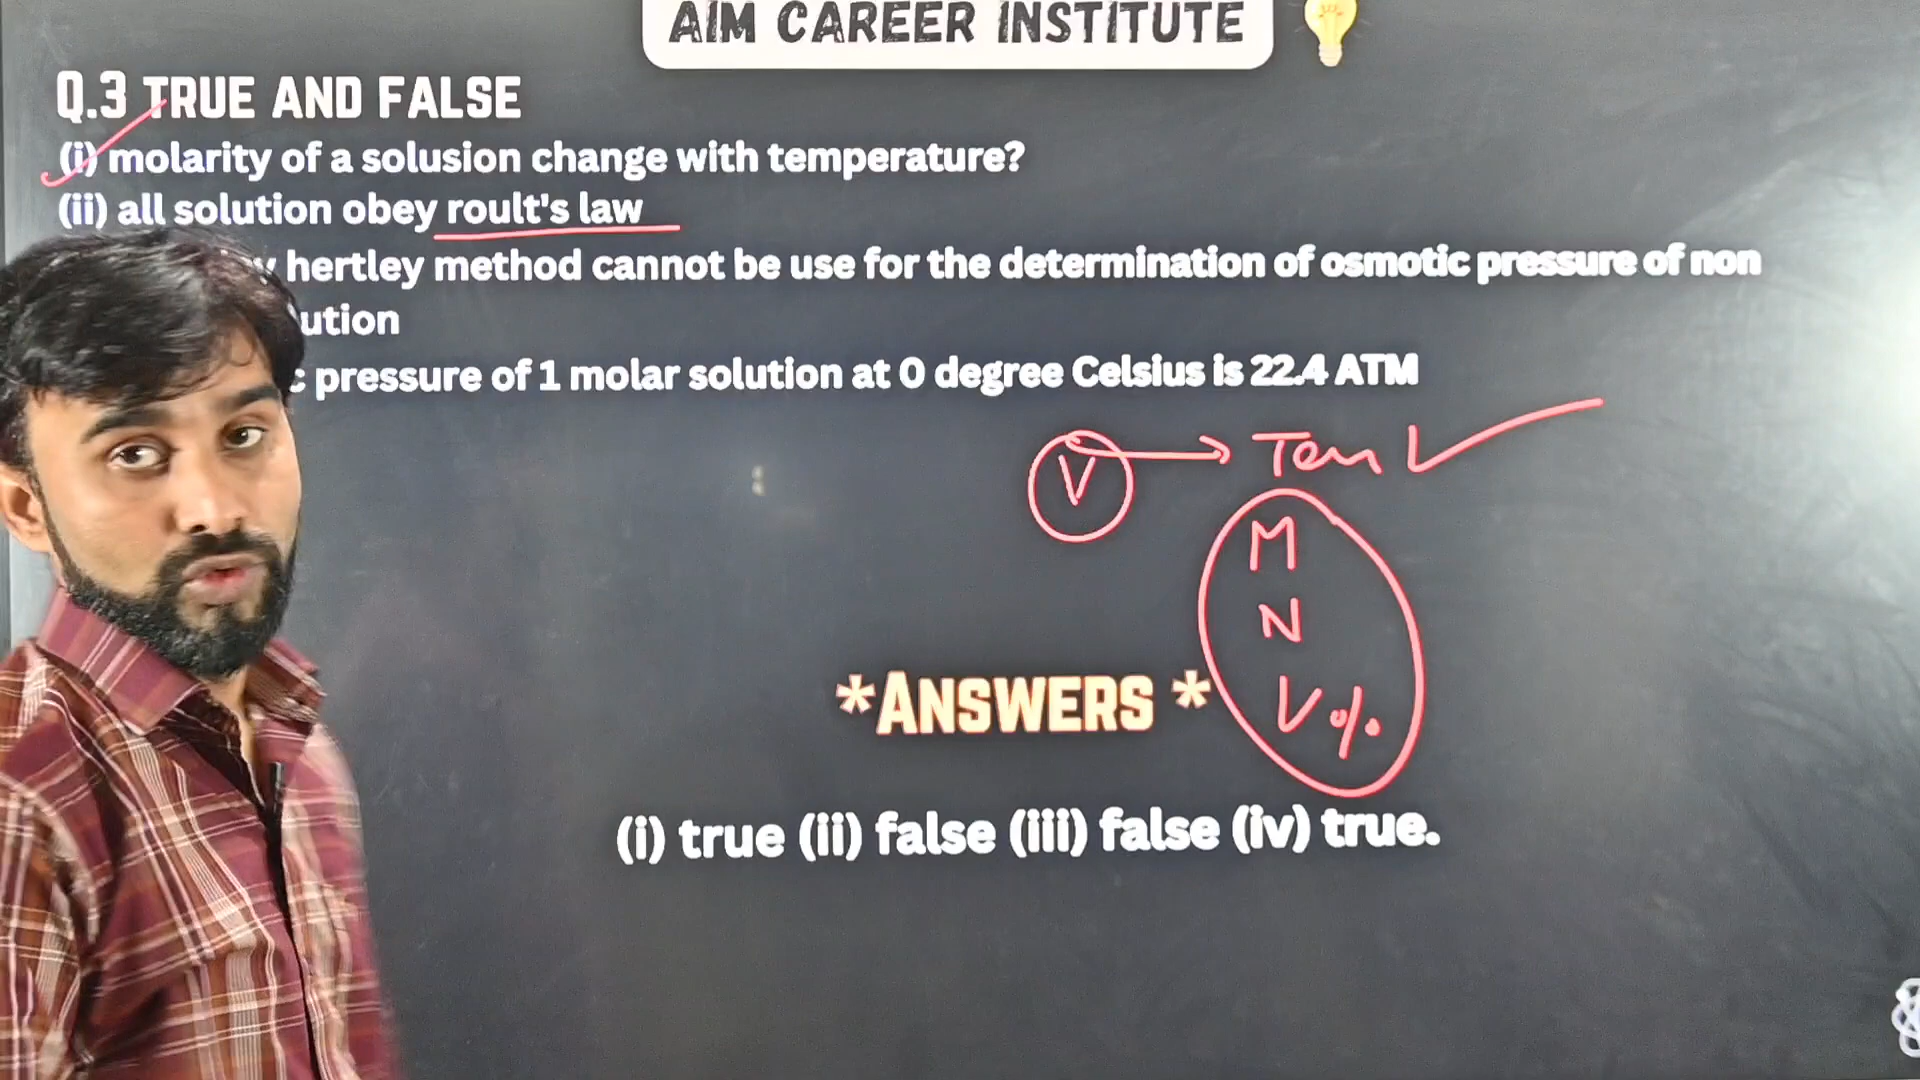 AIM CAREER INSTITUTE
Q.3 TRUE AND FALSE
(i) molarity of a solusion change with temperature?
(ii) all solution obey roult's law
hertley method cannot be use for the determination of osmotic pressure of non
ution
c pressure of 1 molar solution at 0 degree Celsius is 22.4 ATM
V → Tem
M
N
V%
*ANSWERS *
(i) true (ii) false (iii) false (iv) true.